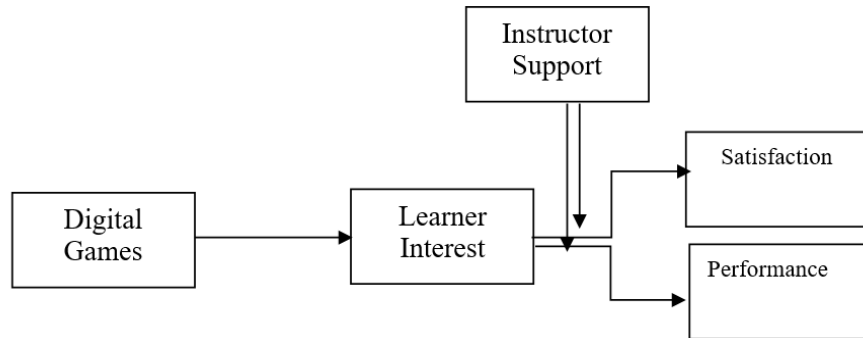 Instructor
Support
Satisfaction
Digital
Games
Learner
Interest
Performance